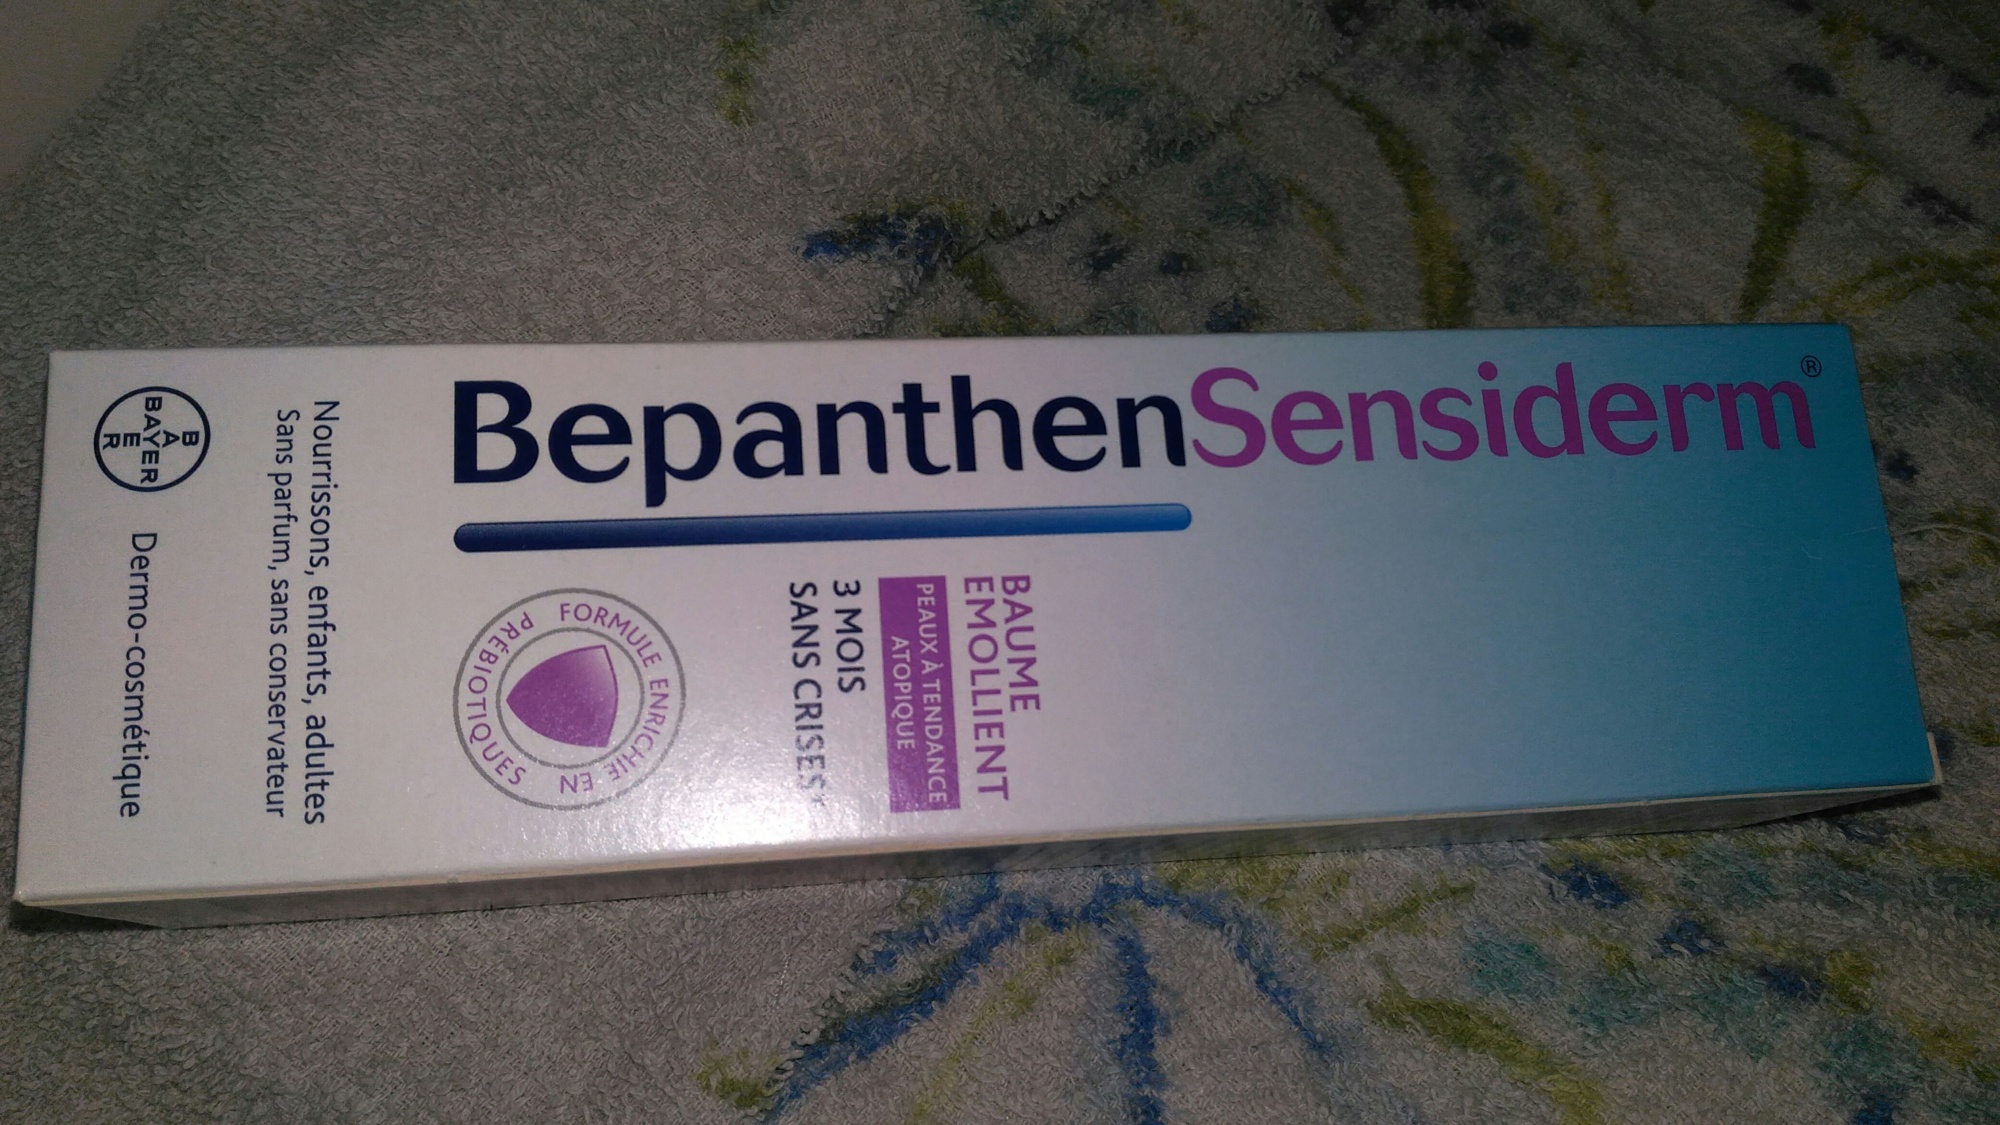 BepanthenSensiderm®
BAUME
EMOLLIENT
PEAUX À TENDANCE
ATOPIQUE
3 MOIS
SANS CRISES*
FORMULE ENRICHIE EN PRÉBIOTIQUES
Nourrissons, enfants, adultes
Sans parfum, sans conservateur
BAYER
BAYER
Dermo-cosmétique